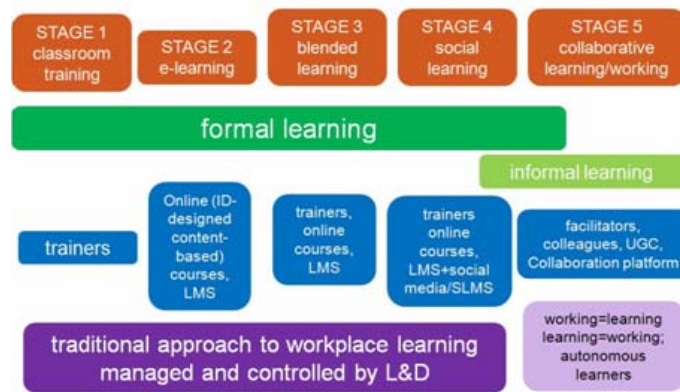 STAGE 1
classroom
training
STAGE 2
e-learning
STAGE 3
blended
learning
STAGE 4
social
learning
STAGE 5
collaborative
learning/working
formal learning
informal learning
trainers
Online (ID-
designed
content-
based)
courses,
LMS
trainers,
online
courses,
LMS
trainers
online
courses,
LMS+social
media/SLMS
facilitators,
colleagues, UGC,
Collaboration platform
traditional approach to workplace learning
managed and controlled by L&D
working=learning
learning=working;
autonomous
learners